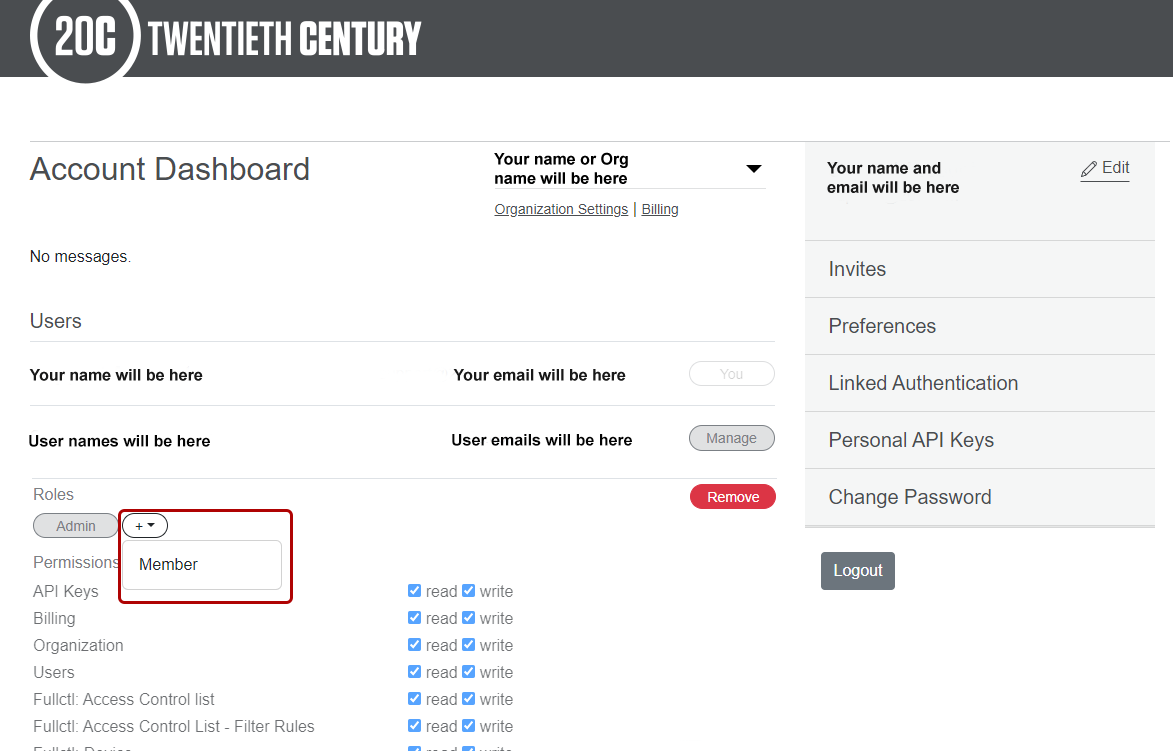 20C TWENTIETH CENTURY
Account Dashboard
Your name or Org
name will be here
Organization Settings | Billing
Your name and
email will be here
Edit
No messages.
Invites
Users
Preferences
Your name will be here Your email will be here You
Linked Authentication
User names will be here User emails will be here Manage
Personal API Keys
Roles
Remove
Change Password
Admin +
Permissions
Member
Logout
API Keys read write
Billing read write
Organization read write
Users read write
Fullctl: Access Control list read write
Fullctl: Access Control List - Filter Rules read write
Fullctl: Device read write